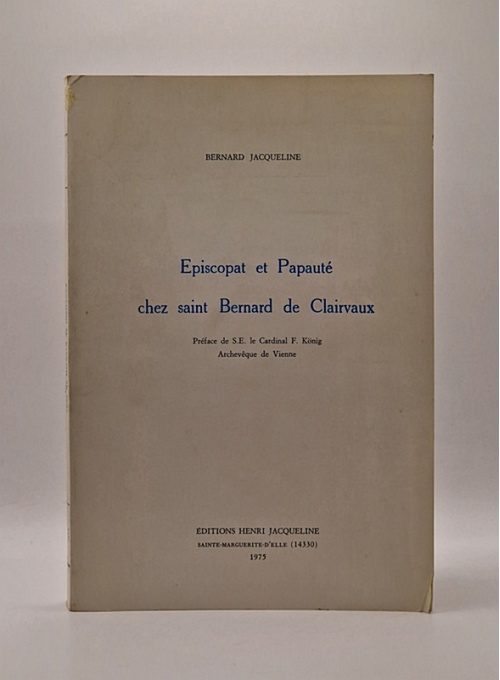 BERNARD JACQUELINE
Episcopat et Papauté
chez saint Bernard de Clairvaux
Préface de S.E. le Cardinal F. König
Archevêque de Vienne
ÉDITIONS HENRI JACQUELINE
SAINTE-MARGUERITE-D'ELLE (14330)
1975